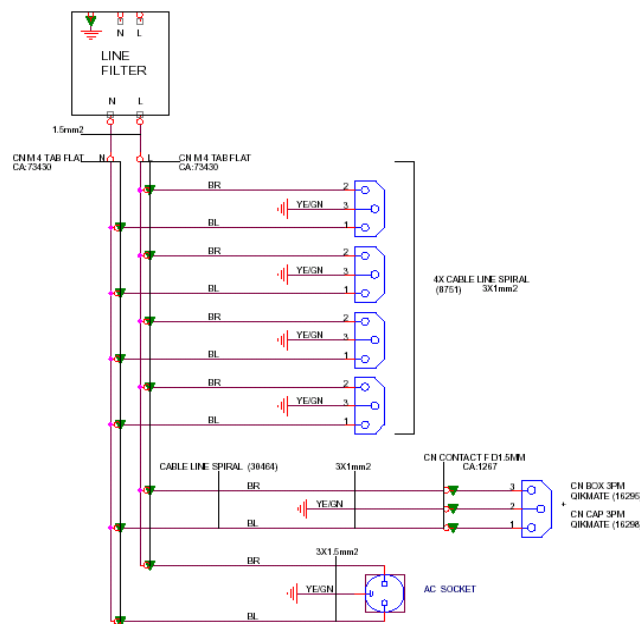 N L
LINE
FILTER
N L
1.5mm2
CN M 4 TAB FLAT N
CA:73430
L CN M 4 TAB FLAT
CA:73430
BR 2
YE/GN 3
BL 1
BR 2
YE/GN 3
BL 1
4X CABLE LINE SPIRAL
(8751) 3X1mm2
BR 2
YE/GN 3
BL 1
BR 2
YE/GN 3
BL 1
CN CONTACT F D1.5MM
CA:1267
CABLE LINE SPIRAL (30464) 3X1mm2
BR 3
YE/GN 2
BL 1
CN BOX 3PM
QIKMATE (16295
+
CN CAP 3PM
QIKMATE (16298
3X1.5mm2
BR
YE/GN
BL
AC SOCKET